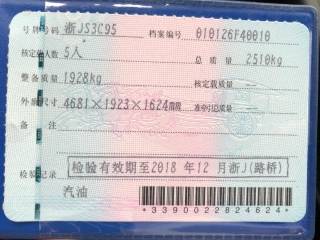 号牌号码 浙JS3C95 档案编号 010126F40010
核定载人数 5人 总质量 2510kg
整备质量 1928kg 核定载质量 --
外廓尺寸 4681×1923×1624mm 准牵引总质量 --
备注
检验有效期至2018年12月浙J(路桥)
检验记录
汽油
*3390022824624*